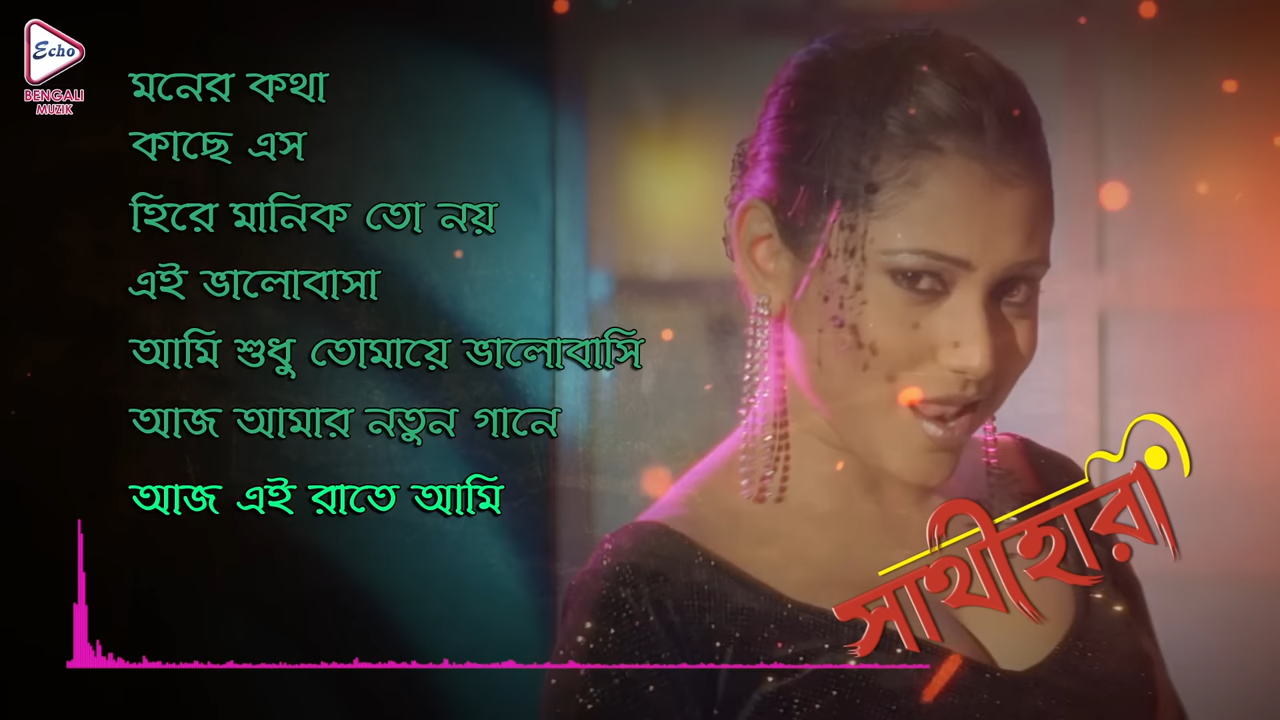 Echo
BENGALI
MUZIK
মনের কথা
কাছে এস
হিরে মানিক তো নয়
এই ভালোবাসা
আমি শুধু তোমায়ে ভালোবাসি
আজ আমার নতুন গানে
আজ এই রাতে আমি
সাথীহারা